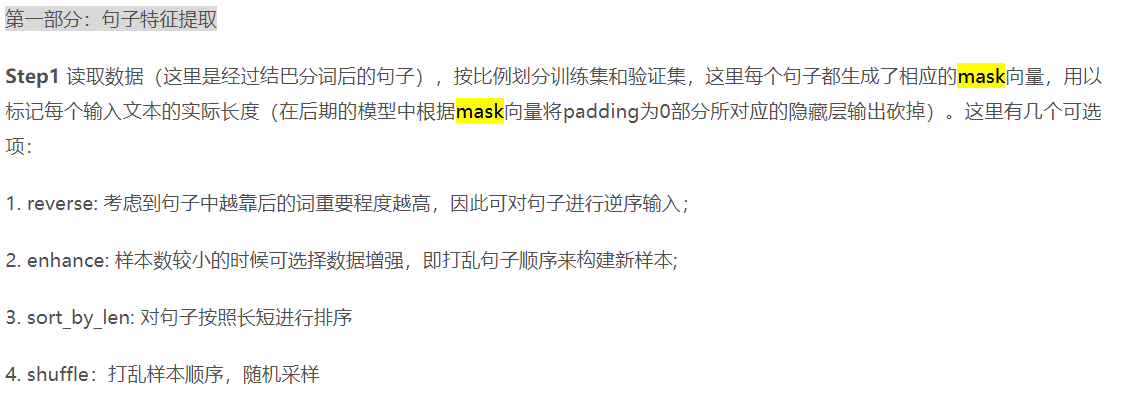 第一部分：句子特征提取
Step1 读取数据（这里是经过结巴分词后的句子），按比例划分训练集和验证集，这里每个句子都生成了相应的mask向量，用以
标记每个输入文本的实际长度（在后期的模型中根据mask向量将padding为0部分所对应的隐藏层输出砍掉）。这里有几个可选
项：
1. reverse: 考虑到句子中越靠后的词重要程度越高，因此可对句子进行逆序输入；
2. enhance: 样本数较小的时候可选择数据增强，即打乱句子顺序来构建新样本;
3. sort_by_len: 对句子按照长短进行排序
4. shuffle：打乱样本顺序，随机采样